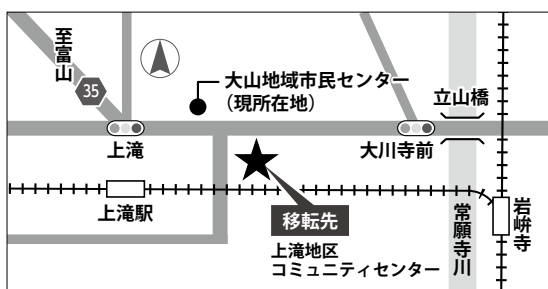 至富山
35
大山地域市民センター
（現所在地）
立山橋
上滝
大川寺前
上滝駅
移転先
上滝地区
コミュニティセンター
常願寺川
岩峅寺